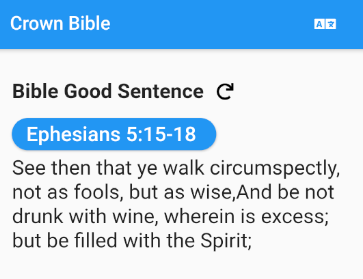 Crown Bible
Bible Good Sentence
Ephesians 5:15-18
See then that ye walk circumspectly,
not as fools, but as wise,And be not
drunk with wine, wherein is excess;
but be filled with the Spirit;